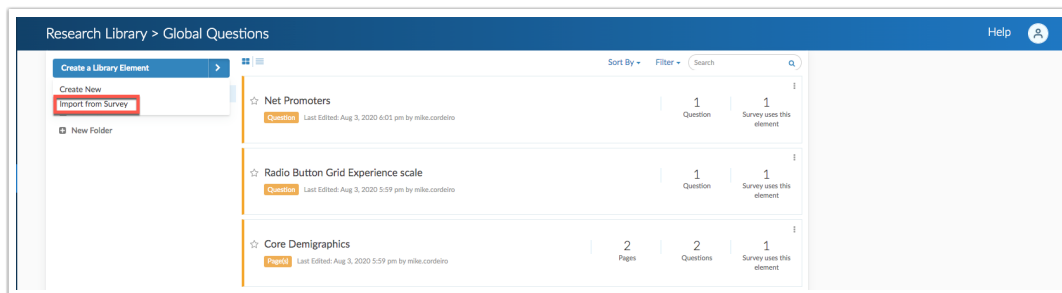 Research Library > Global Questions
Help
Create a Library Element
Create New
Import from Survey
New Folder
Sort By
Filter
Search
Net Promoters
Question Last Edited: Aug 3, 2020 6:01 pm by mike.cordeiro
1
Question
1
Survey uses this
element
Radio Button Grid Experience scale
Question Last Edited: Aug 3, 2020 5:59 pm by mike.cordeiro
1
Question
1
Survey uses this
element
Core Demigraphics
Page(s) Last Edited: Aug 3, 2020 5:59 pm by mike.cordeiro
2
Pages
2
Questions
1
Survey uses this
element